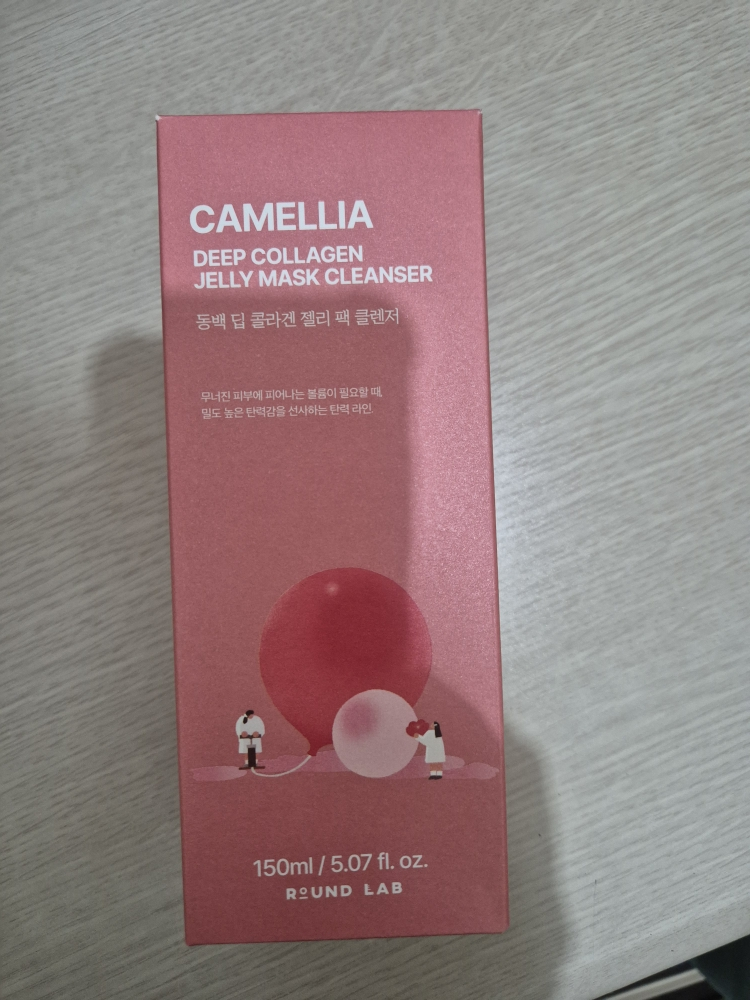 CAMELLIA
DEEP COLLAGEN
JELLY MASK CLEANSER
동백 딥 콜라겐 젤리 팩 클렌저
무너진 피부에 피어나는 볼륨이 필요할 때,
밀도 높은 탄력감을 선사하는 탄력 라인.
150ml / 5.07 fl. oz.
ROUND LAB